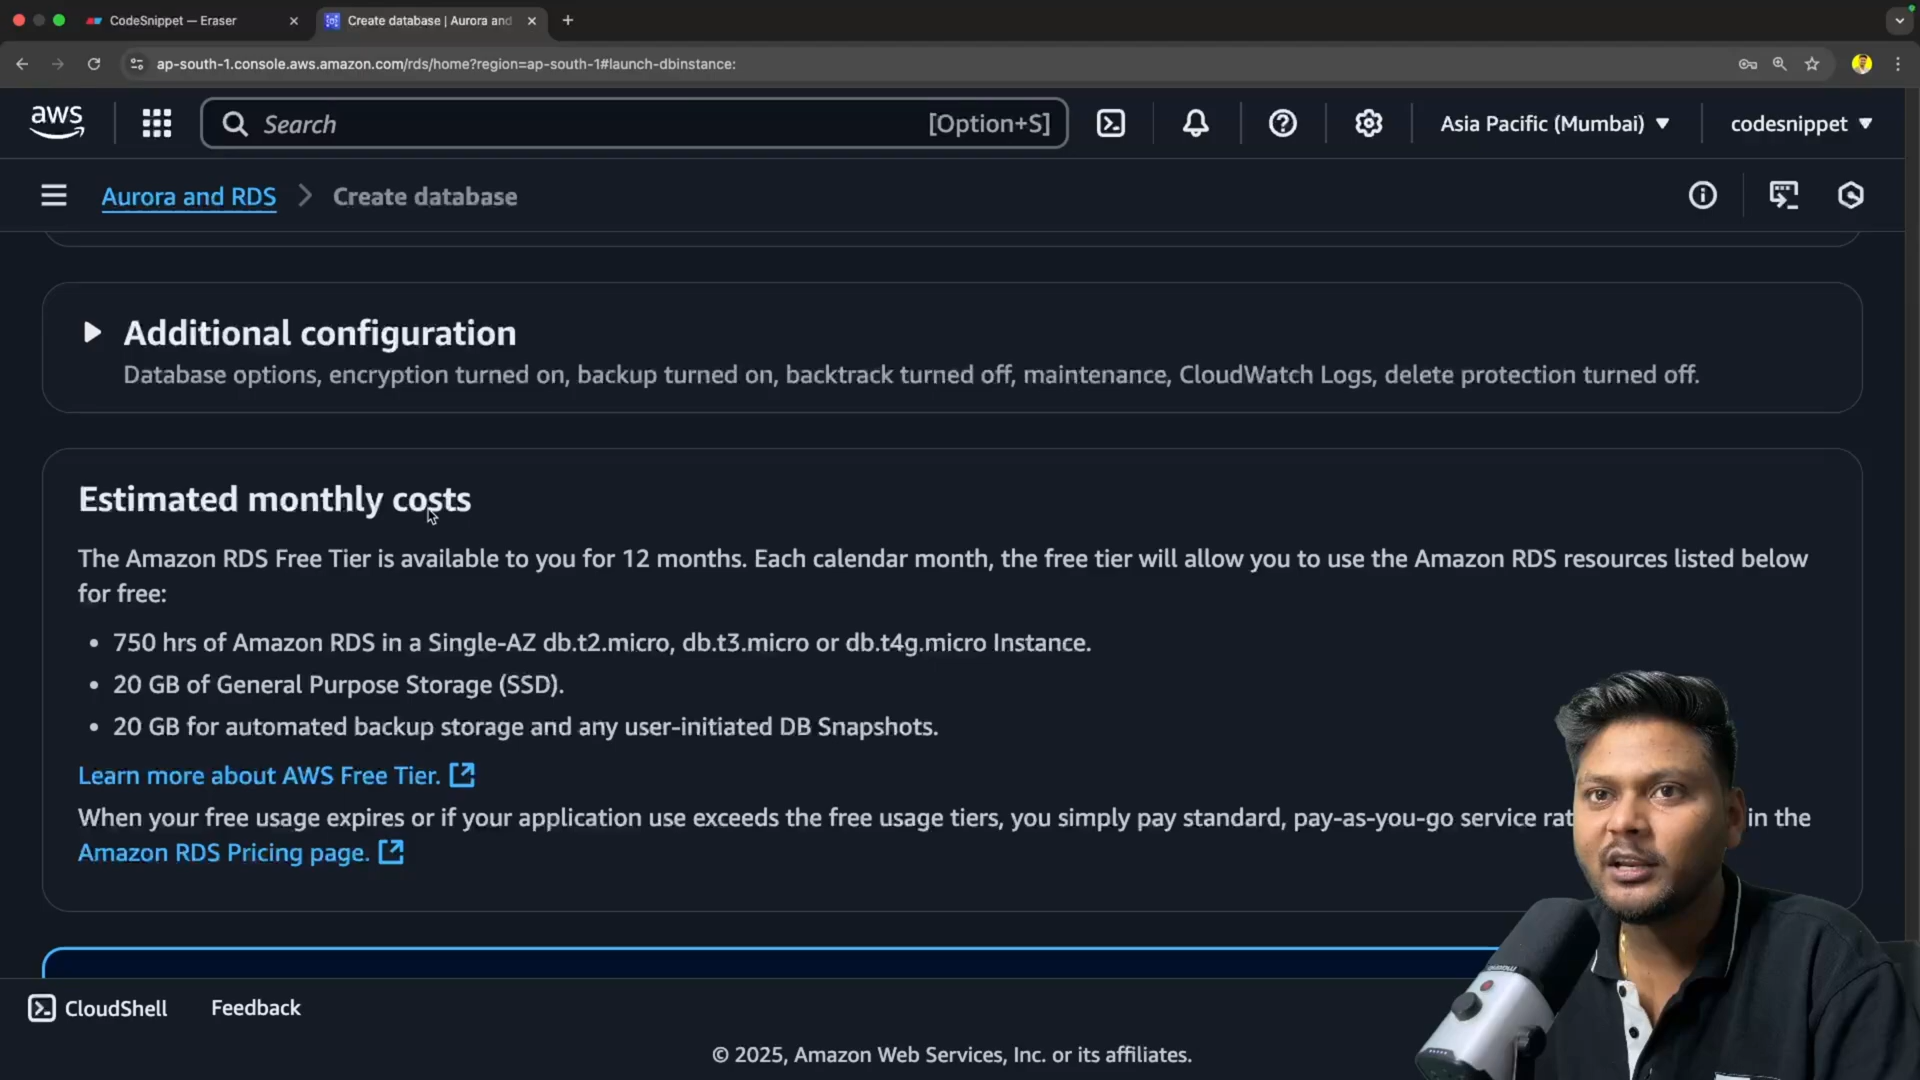 CodeSnippet — Eraser
Create database | Aurora and
ap-south-1.console.aws.amazon.com/rds/home?region=ap-south-1#launch-dbinstance:
aws
Search
[Option+S]
Asia Pacific (Mumbai)
codesnippet
Aurora and RDS
Create database
Additional configuration
Database options, encryption turned on, backup turned on, backtrack turned off, maintenance, CloudWatch Logs, delete protection turned off.
Estimated monthly costs
The Amazon RDS Free Tier is available to you for 12 months. Each calendar month, the free tier will allow you to use the Amazon RDS resources listed below
for free:
• 750 hrs of Amazon RDS in a Single-AZ db.t2.micro, db.t3.micro or db.t4g.micro Instance.
• 20 GB of General Purpose Storage (SSD).
• 20 GB for automated backup storage and any user-initiated DB Snapshots.
Learn more about AWS Free Tier.
When your free usage expires or if your application use exceeds the free usage tiers, you simply pay standard, pay-as-you-go service in the
Amazon RDS Pricing page.
CloudShell
Feedback
© 2025, Amazon Web Services, Inc. or its affiliates.